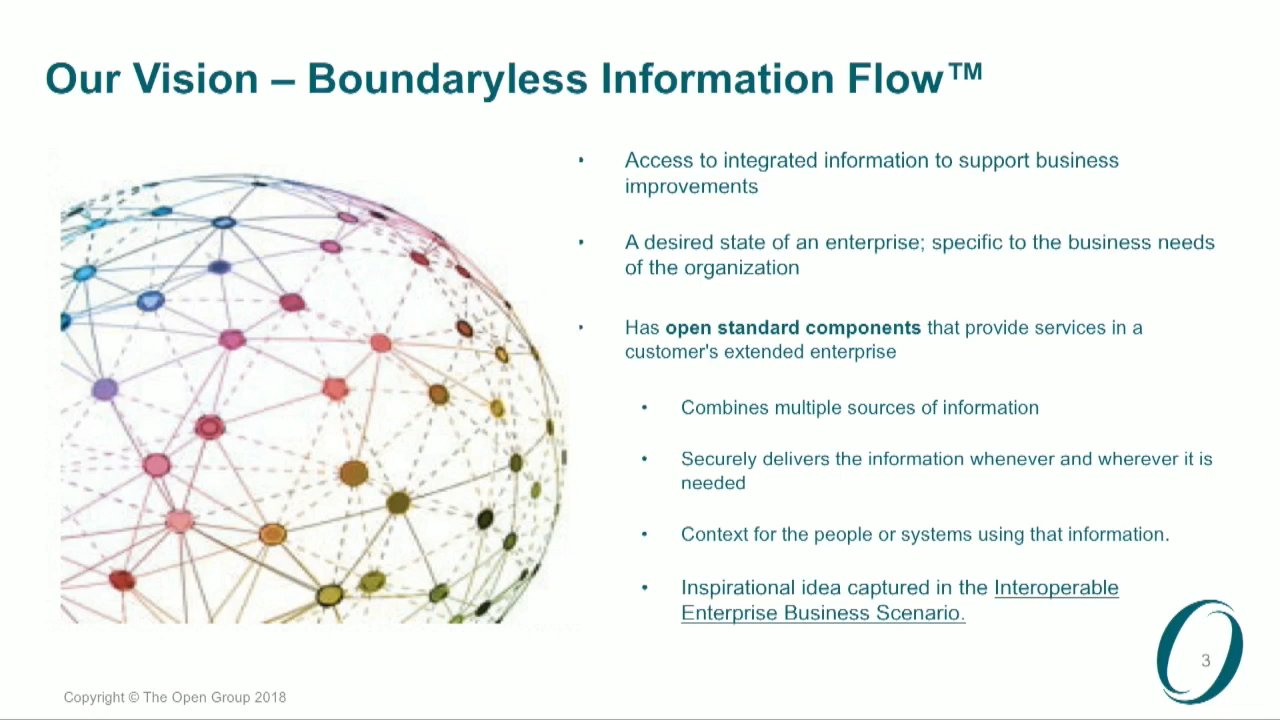 Our Vision – Boundaryless Information Flow™
• Access to integrated information to support business
improvements
• A desired state of an enterprise; specific to the business needs
of the organization
• Has open standard components that provide services in a
customer's extended enterprise
• Combines multiple sources of information
• Securely delivers the information whenever and wherever it is
needed
• Context for the people or systems using that information.
• Inspirational idea captured in the Interoperable
Enterprise Business Scenario.
3
Copyright © The Open Group 2018